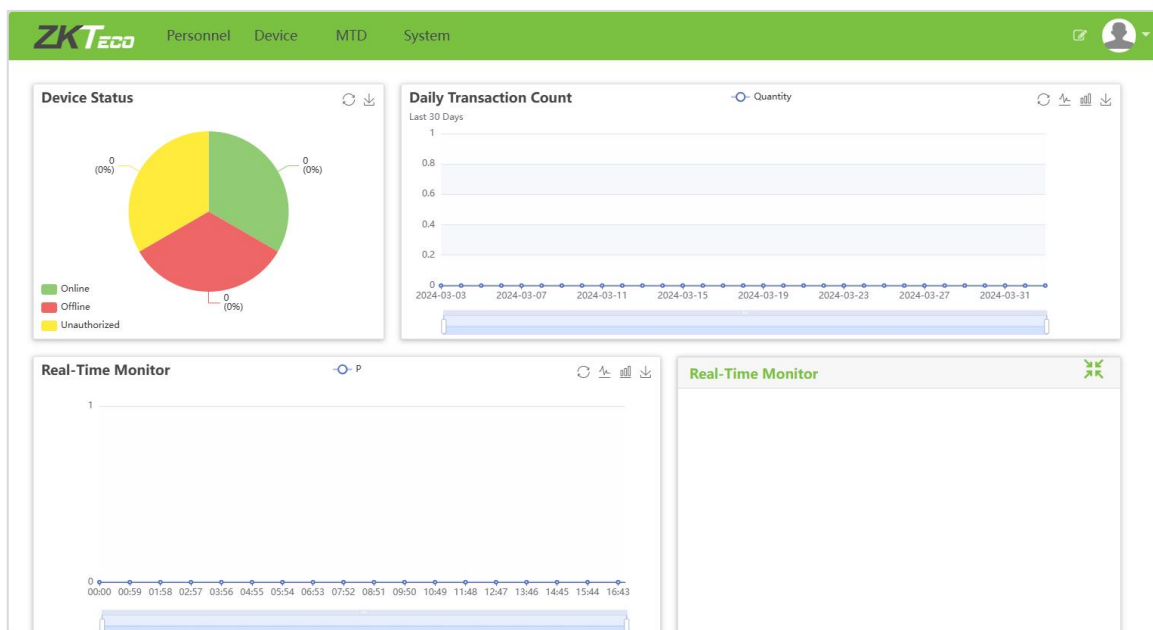 ZKTECO Personnel Device MTD System
Device Status
0
(0%)
0
(0%)
0
(0%)
Online
Offline
Unauthorized
Daily Transaction Count
Quantity
Last 30 Days
1
0.8
0.6
0.4
0.2
0
2024-03-03 2024-03-07 2024-03-11 2024-03-15 2024-03-19 2024-03-23 2024-03-27 2024-03-31
Real-Time Monitor
P
1
0
00:00 00:59 01:58 02:57 03:56 04:55 05:54 06:53 07:52 08:51 09:50 10:49 11:48 12:47 13:46 14:45 15:44 16:43
Real-Time Monitor